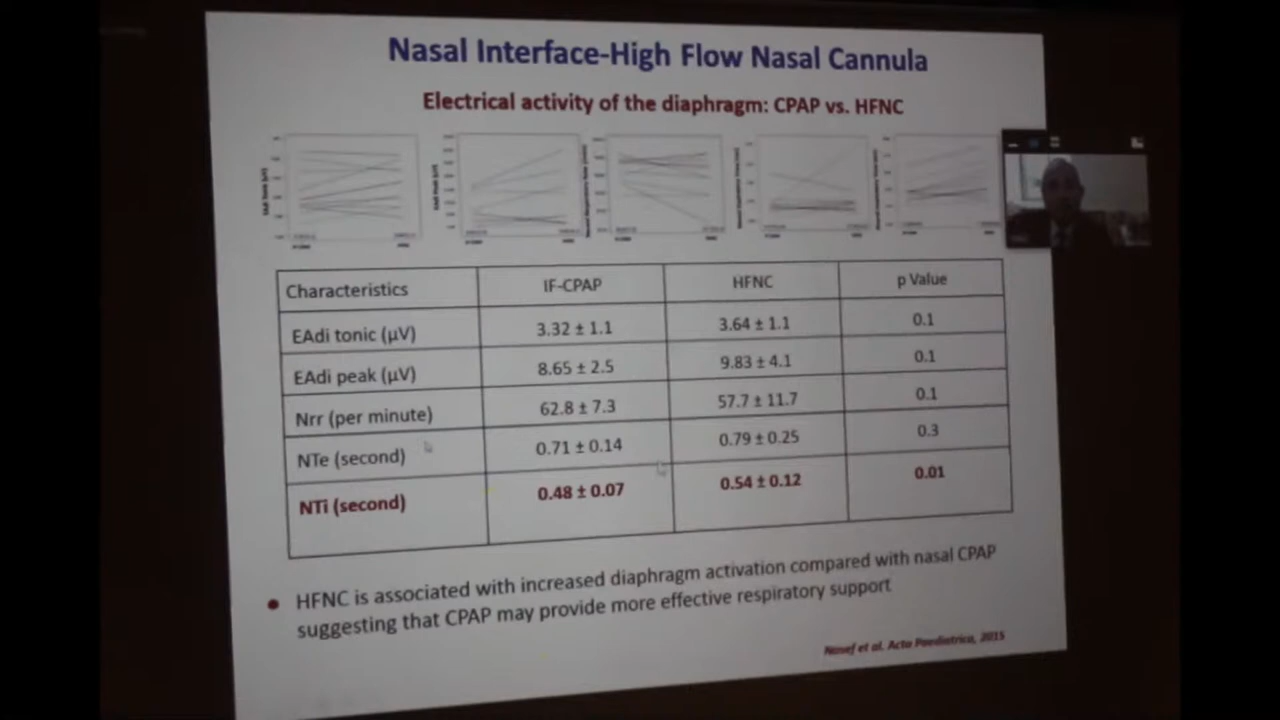 Nasal Interface-High Flow Nasal Cannula
Electrical activity of the diaphragm: CPAP vs. HFNC
Characteristics IF-CPAP HFNC p Value
EAdi tonic (µV) 3.32 ± 1.1 3.64 ± 1.1 0.1
EAdi peak (µV) 8.65 ± 2.5 9.83 ± 4.1 0.1
Nrr (per minute) 62.8 ± 7.3 57.7 ± 11.7 0.1
NTe (second) 0.71 ± 0.14 0.79 ± 0.25 0.3
NTi (second) 0.48 ± 0.07 0.54 ± 0.12 0.01
• HFNC is associated with increased diaphragm activation compared with nasal CPAP
suggesting that CPAP may provide more effective respiratory support
Nasef et al. Acta Paediatrica, 2015